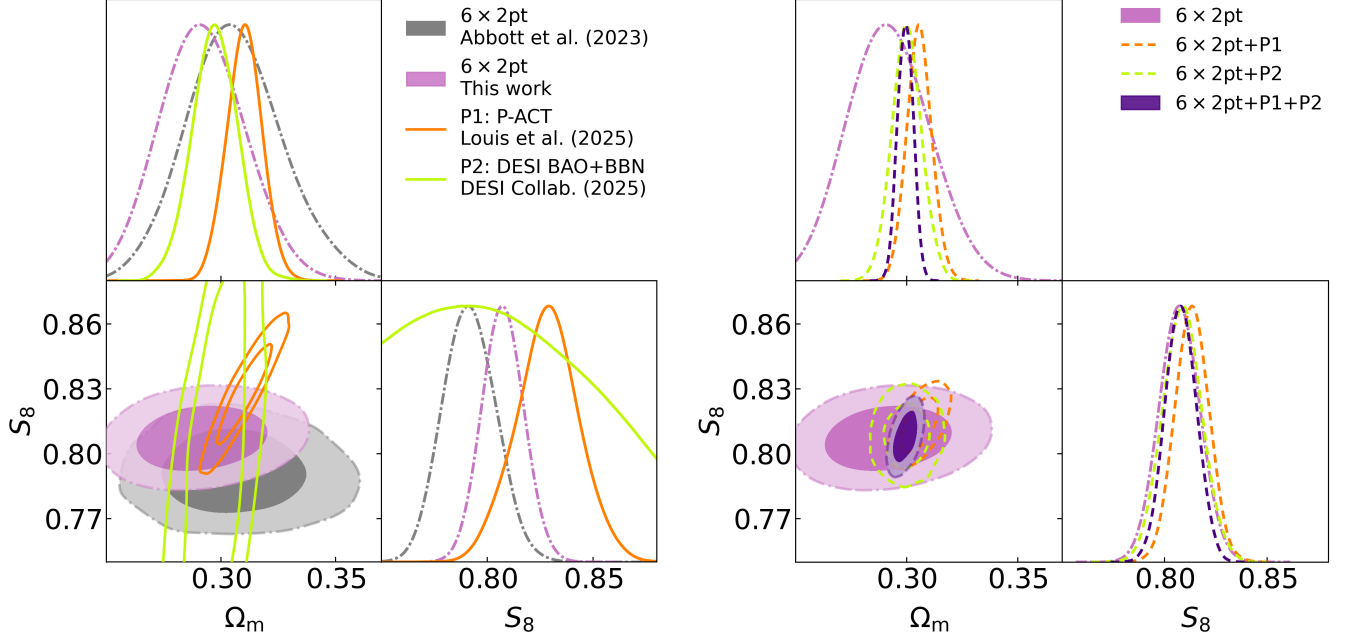 6 × 2pt
Abbott et al. (2023)
6 × 2pt
This work
P1: P-ACT
Louis et al. (2025)
P2: DESI BAO+BBN
DESI Collab. (2025)
S₈
0.86
0.83
0.80
0.77
0.30
0.35
Ωₘ
0.80
0.85
S₈
6 × 2pt
6 × 2pt+P1
6 × 2pt+P2
6 × 2pt+P1+P2
S₈
0.86
0.83
0.80
0.77
0.30
0.35
Ωₘ
0.80
0.85
S₈